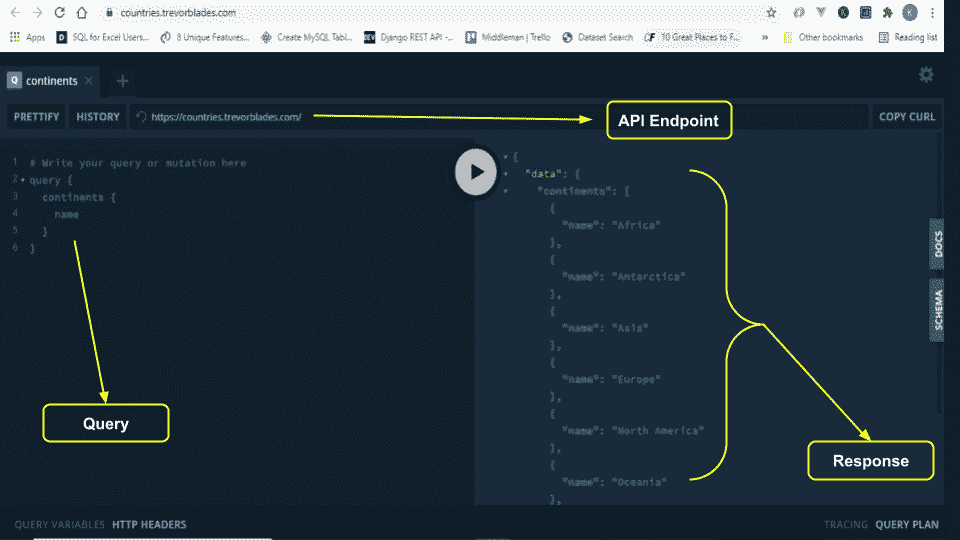 countries.trevorblades.com
Apps SQL for Excel Users... 8 Unique Features... Create MySQL Tabl... Django REST API -... Middleman | Trello Dataset Search 10 Great Places to F... » Other bookmarks Reading list
continents
PRETTIFY HISTORY https://countries.trevorblades.com/ API Endpoint COPY CURL
1 # Write your query or mutation here
2 query {
3 continents {
4 name
5 }
6 }
Query
{
"data": {
"continents": [
{
"name": "Africa"
},
{
"name": "Antarctica"
},
{
"name": "Asia"
},
{
"name": "Europe"
},
{
"name": "North America"
},
{
"name": "Oceania"
},
Response
DOCS
SCHEMA
QUERY VARIABLES HTTP HEADERS TRACING QUERY PLAN